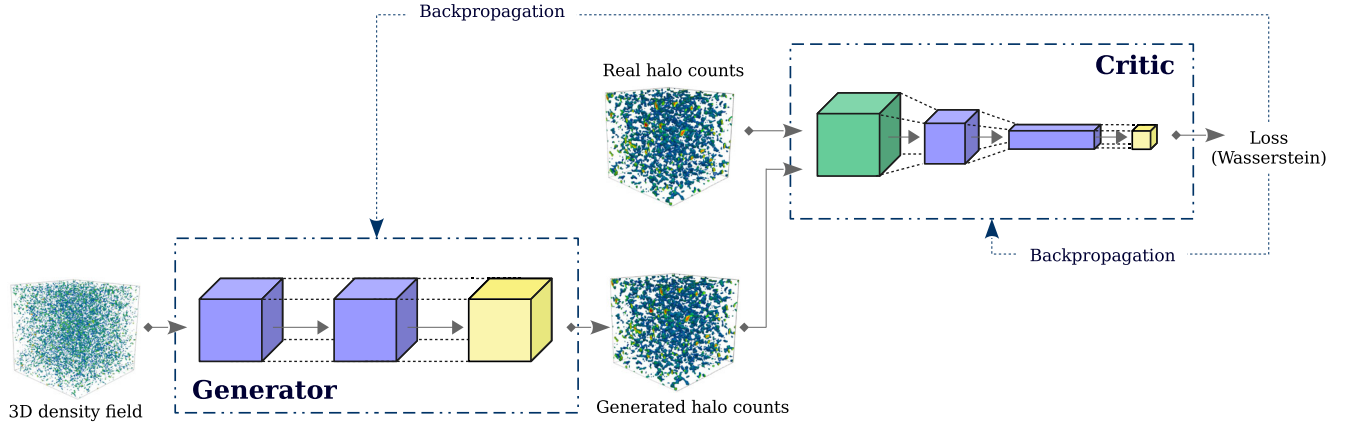 Backpropagation
Real halo counts
Critic
Loss
(Wasserstein)
Backpropagation
Generator
3D density field
Generated halo counts